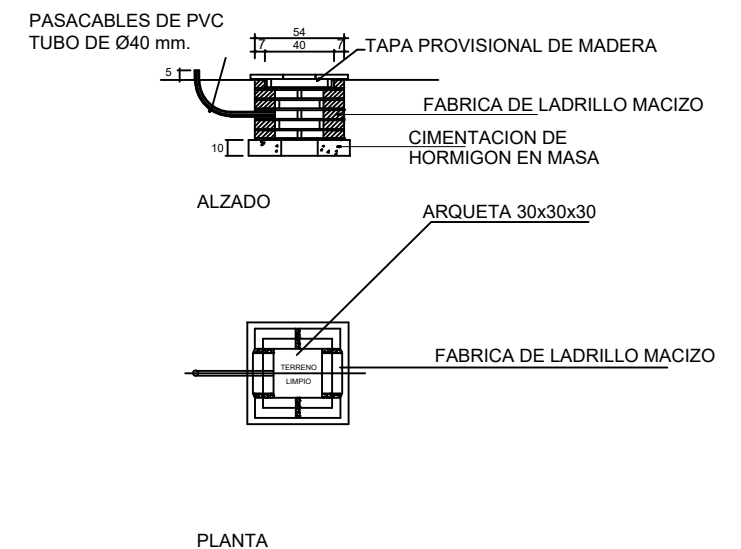 PASACABLES DE PVC
TUBO DE Ø40 mm.
54
7 40 7
TAPA PROVISIONAL DE MADERA
5
FABRICA DE LADRILLO MACIZO
CIMENTACION DE
HORMIGON EN MASA
10
ALZADO
ARQUETA 30x30x30
FABRICA DE LADRILLO MACIZO
TERRENO
LIMPIO
PLANTA